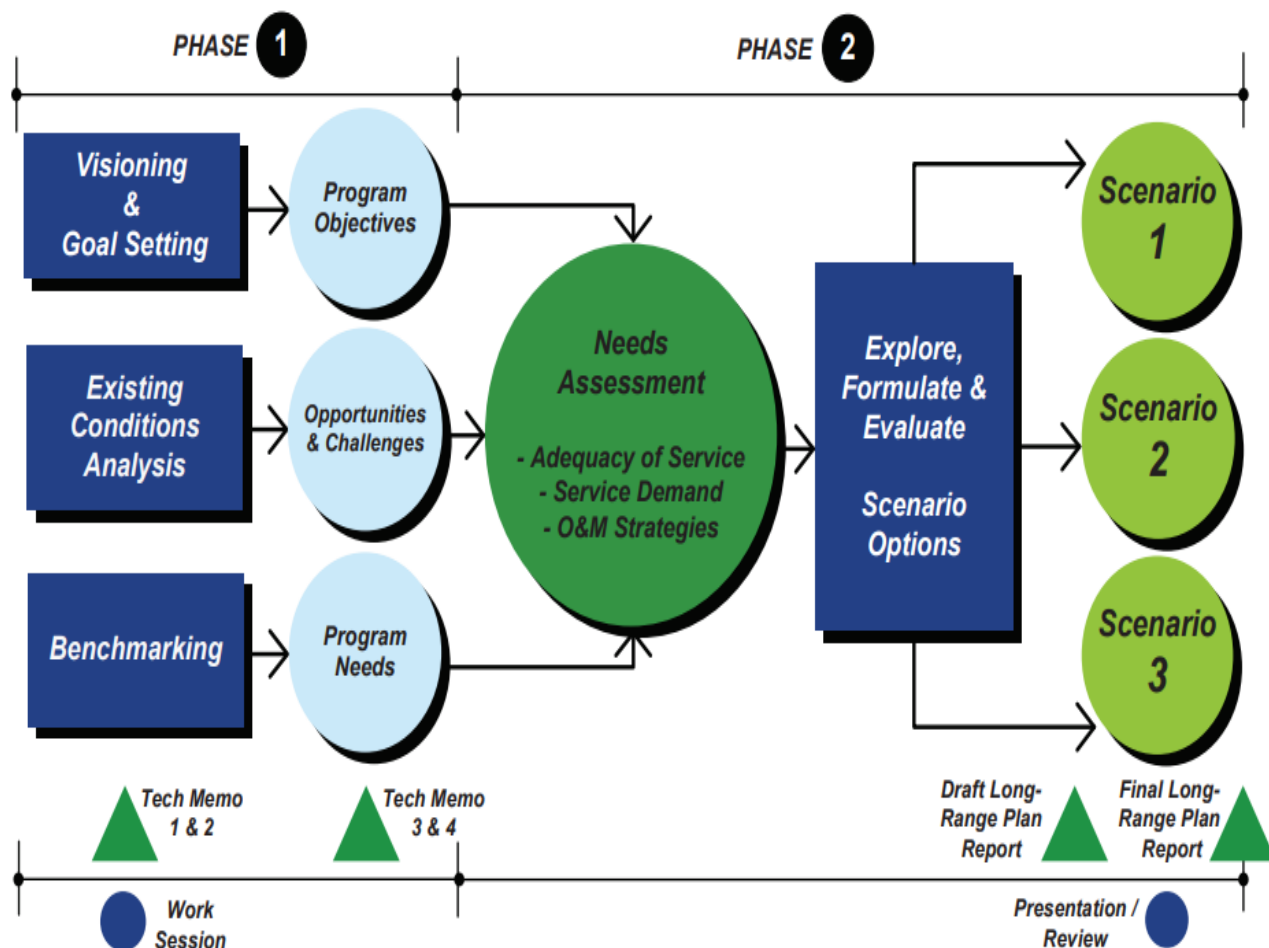 PHASE 1
PHASE 2
Visioning
&
Goal Setting
Program
Objectives
Existing
Conditions
Analysis
Opportunities
& Challenges
Benchmarking
Program
Needs
Needs
Assessment
- Adequacy of Service
- Service Demand
- O&M Strategies
Explore,
Formulate &
Evaluate
Scenario
Options
Scenario
1
Scenario
2
Scenario
3
Tech Memo
1 & 2
Tech Memo
3 & 4
Draft Long-
Range Plan
Report
Final Long-
Range Plan
Report
Work
Session
Presentation /
Review